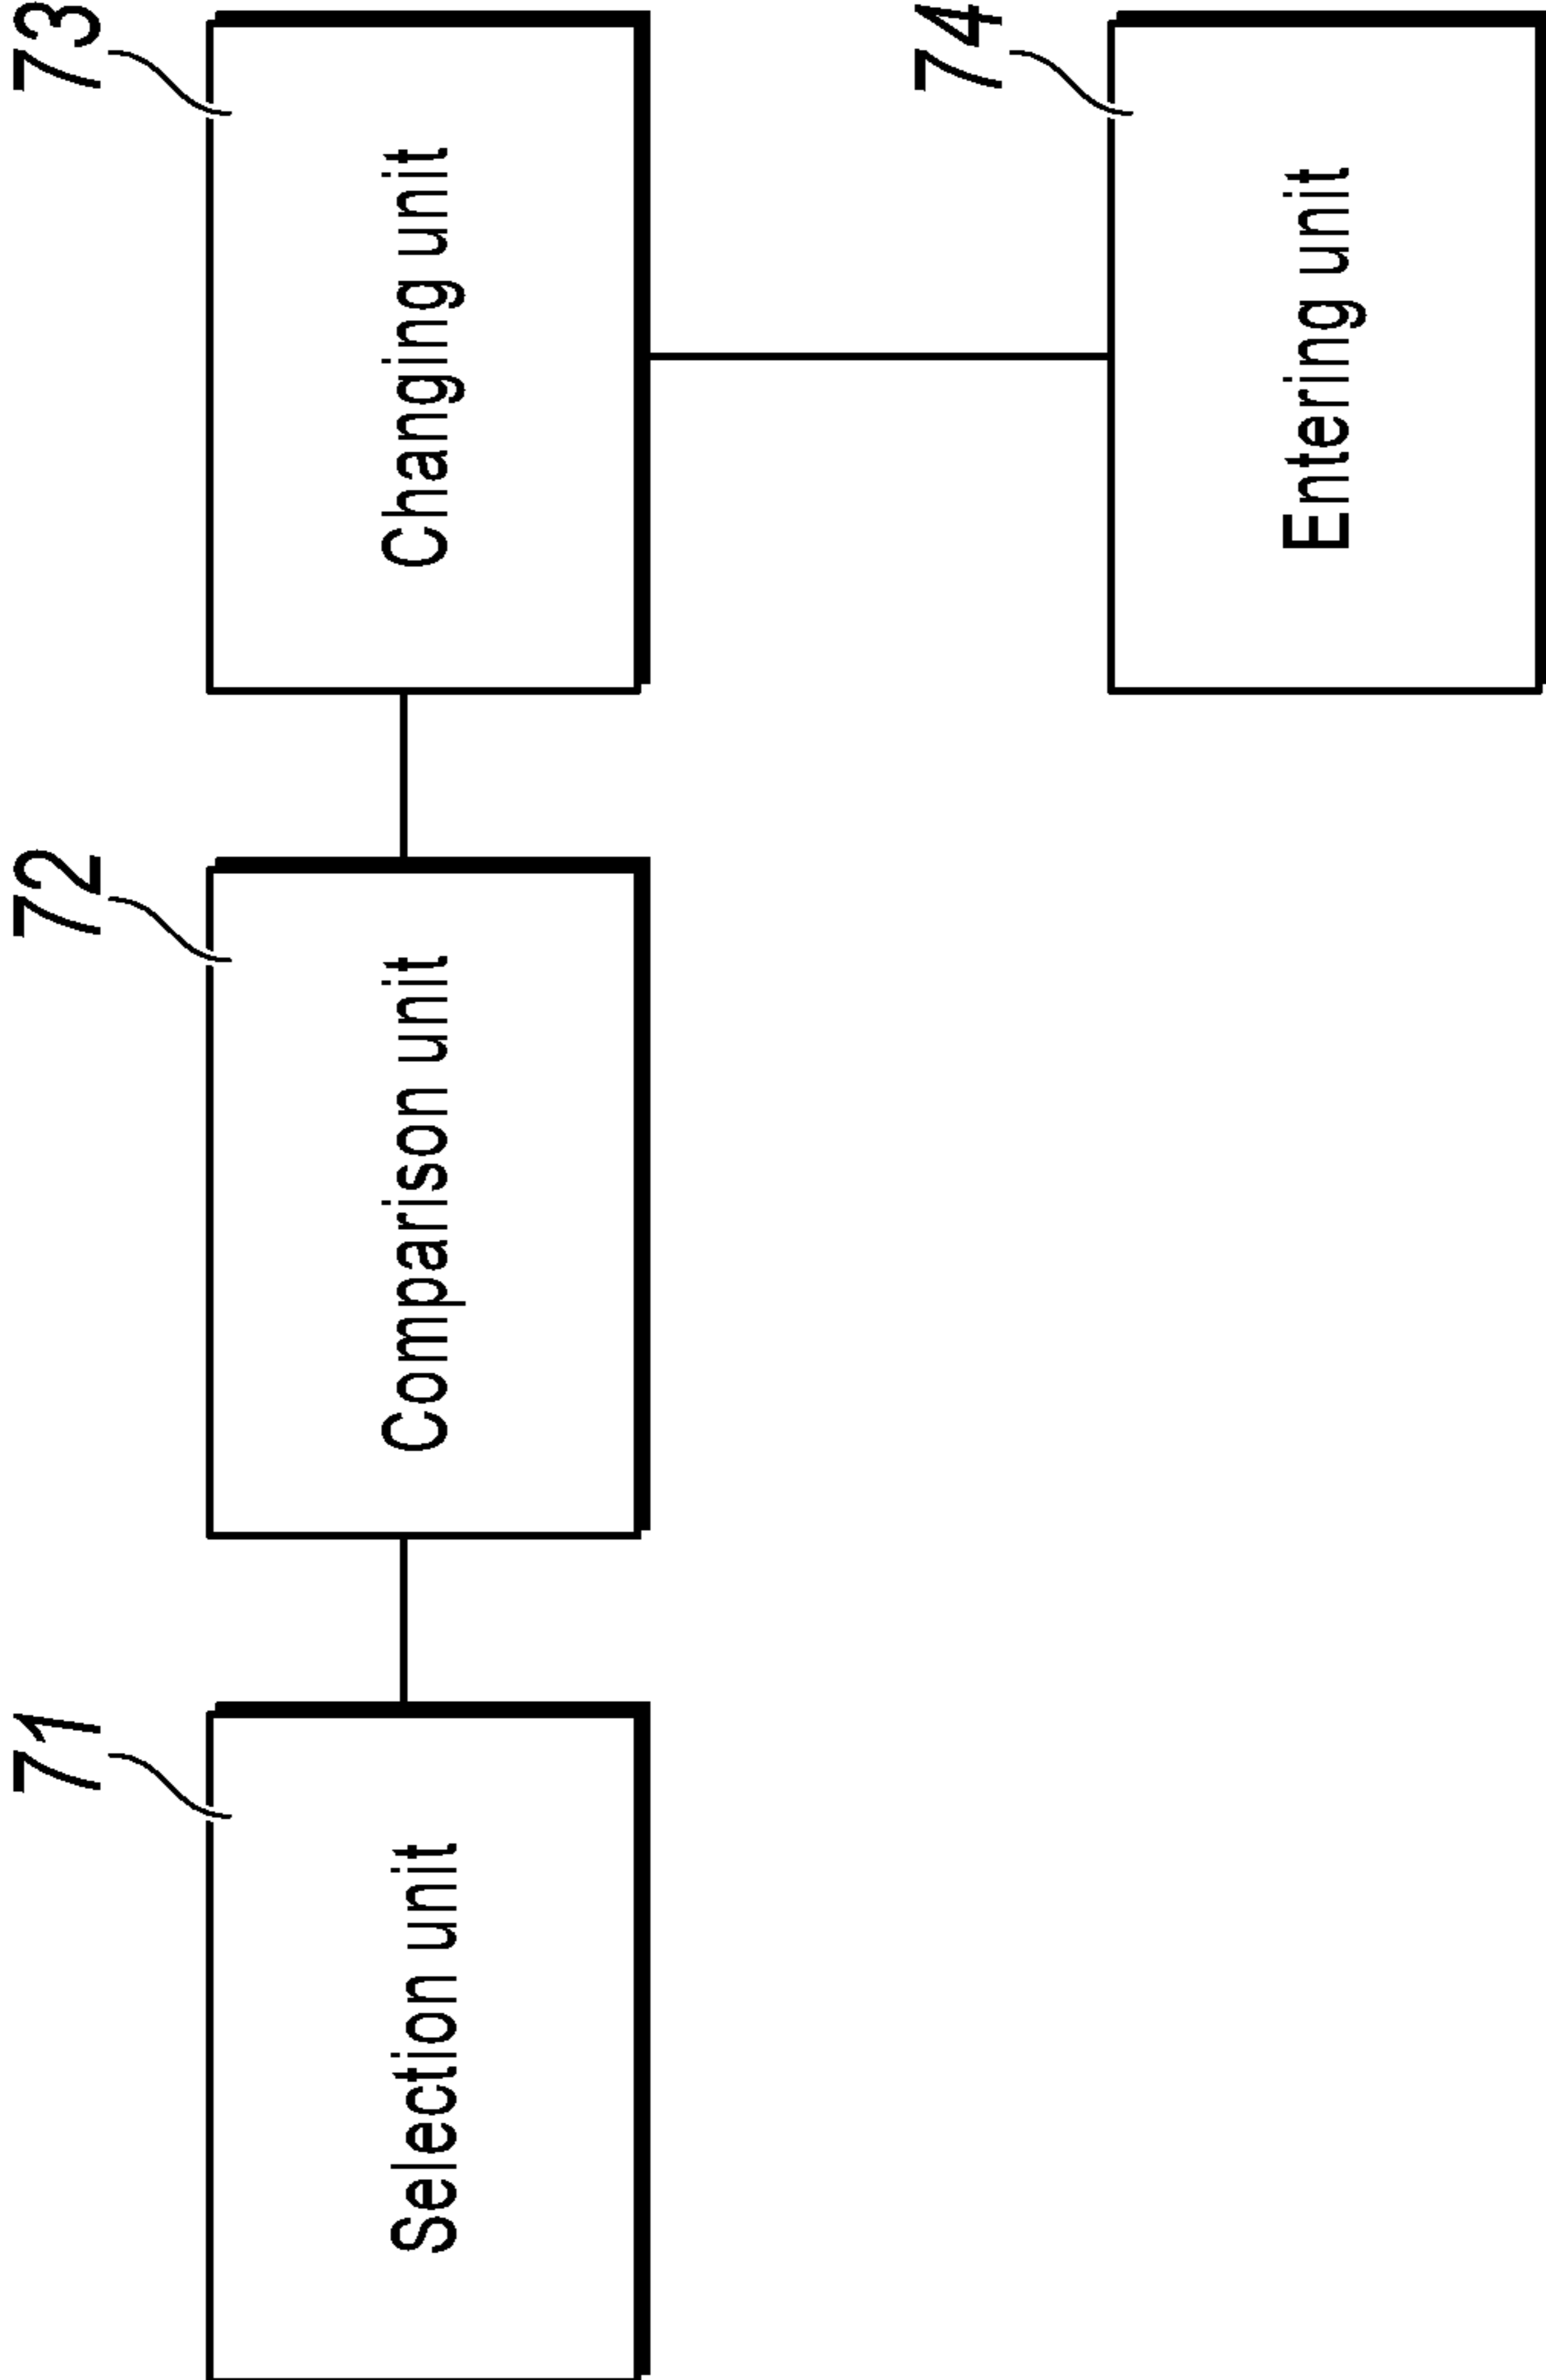 71
72
73
Selection unit
Comparison unit
Changing unit
74
Entering unit